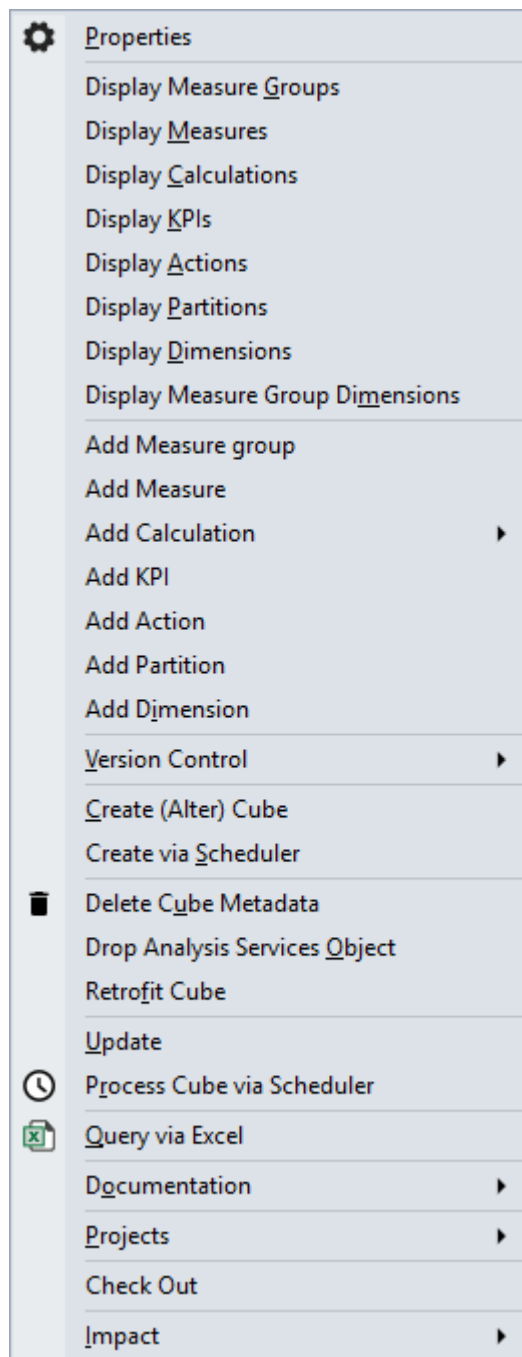 Properties
Display Measure Groups
Display Measures
Display Calculations
Display KPIs
Display Actions
Display Partitions
Display Dimensions
Display Measure Group Dimensions
Add Measure group
Add Measure
Add Calculation
Add KPI
Add Action
Add Partition
Add Dimension
Version Control
Create (Alter) Cube
Create via Scheduler
Delete Cube Metadata
Drop Analysis Services Object
Retrofit Cube
Update
Process Cube via Scheduler
Query via Excel
Documentation
Projects
Check Out
Impact